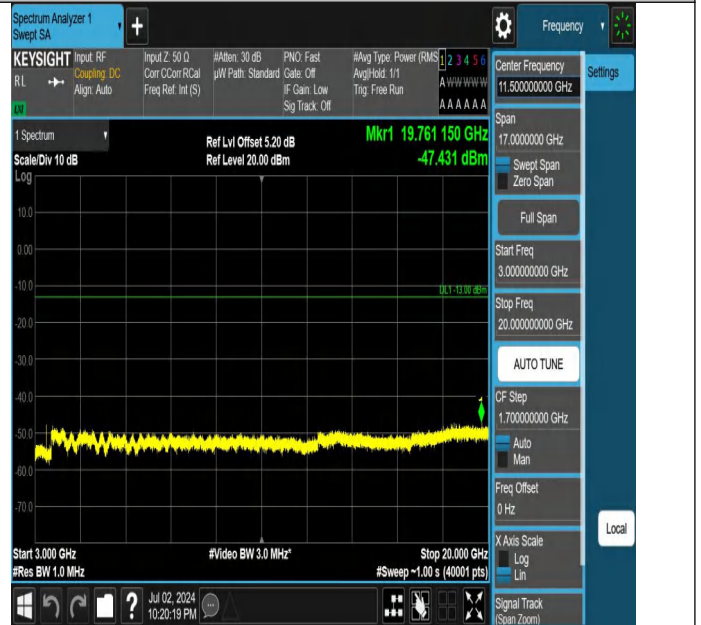 Spectrum Analyzer 1
Swept SA
Frequency
KEYSIGHT
RL
Input: RF
Coupling: DC
Align: Auto
Input Z: 50 Ω
Corr CCorr RCal
Freq Ref: Int (S)
#Atten: 30 dB
µW Path: Standard
PNO: Fast
Gate: Off
IF Gain: Low
Sig Track: Off
#Avg Type: Power (RMS
Avg|Hold: 1/1
Trig: Free Run
1 2 3 4 5 6
A W W W W W
A A A A A A
1 Spectrum
Scale/Div 10 dB
Log
Ref Lvl Offset 5.20 dB
Ref Level 20.00 dBm
Mkr1 19.761 150 GHz
-47.431 dBm
10.0
0.00
-10.0
DL1 -13.00 dBm
-20.0
-30.0
-40.0
-50.0
-60.0
-70.0
Start 3.000 GHz
#Res BW 1.0 MHz
#Video BW 3.0 MHz*
Stop 20.000 GHz
#Sweep ~1.00 s (40001 pts)
Center Frequency
11.500000000 GHz
Settings
Span
17.0000000 GHz
Swept Span
Zero Span
Full Span
Start Freq
3.000000000 GHz
Stop Freq
20.000000000 GHz
AUTO TUNE
CF Step
1.700000000 GHz
Auto
Man
Freq Offset
0 Hz
X Axis Scale
Log
Lin
Local
Signal Track
(Span Zoom)
?
Jul 02, 2024
10:20:19 PM